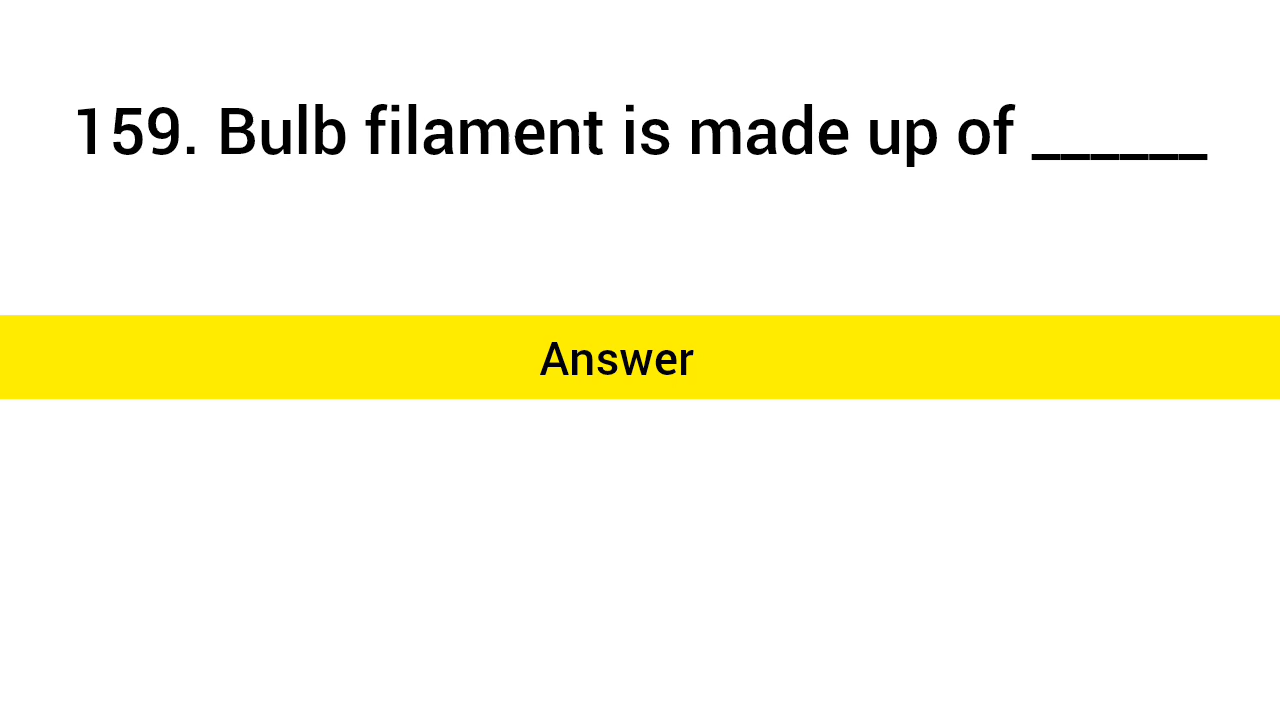 159. Bulb filament is made up of ______
Answer